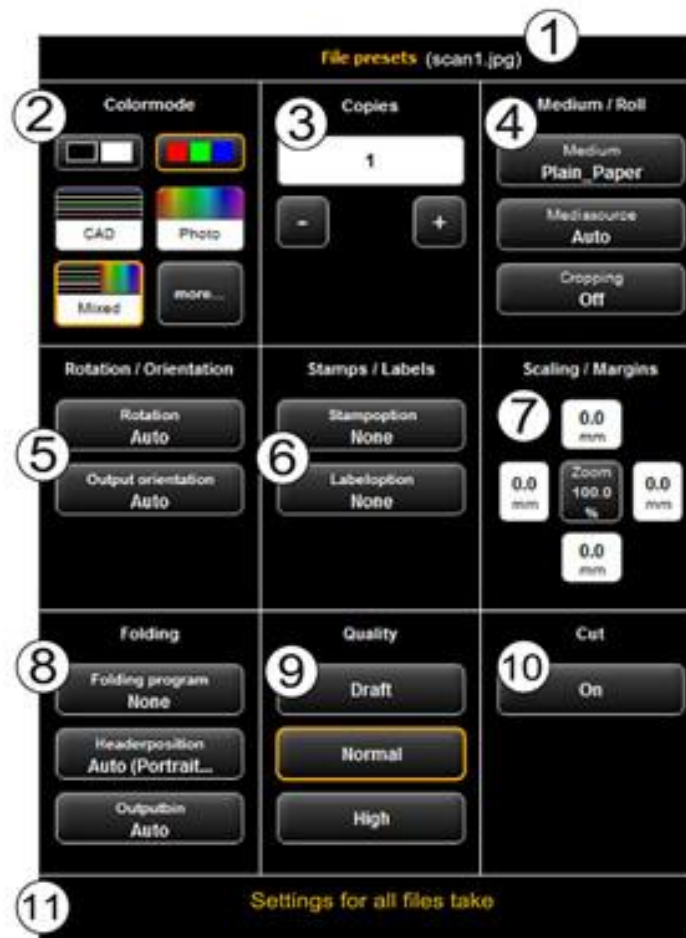 1
File presets (scan1.jpg)
2
Colormode
CAD
Photo
Mixed
more...
3
Copies
1
-
+
4
Medium / Roll
Medium
Plain_Paper
Mediasource
Auto
Cropping
Off
Rotation / Orientation
5
Rotation
Auto
Output orientation
Auto
Stamps / Labels
6
Stampoption
None
Labeloption
None
Scaling / Margins
7
0.0
mm
0.0
mm
Zoom
100.0
%
0.0
mm
0.0
mm
Folding
8
Folding program
None
Headerposition
Auto (Portrait...
Outputbin
Auto
Quality
9
Draft
Normal
High
Cut
10
On
11
Settings for all files take